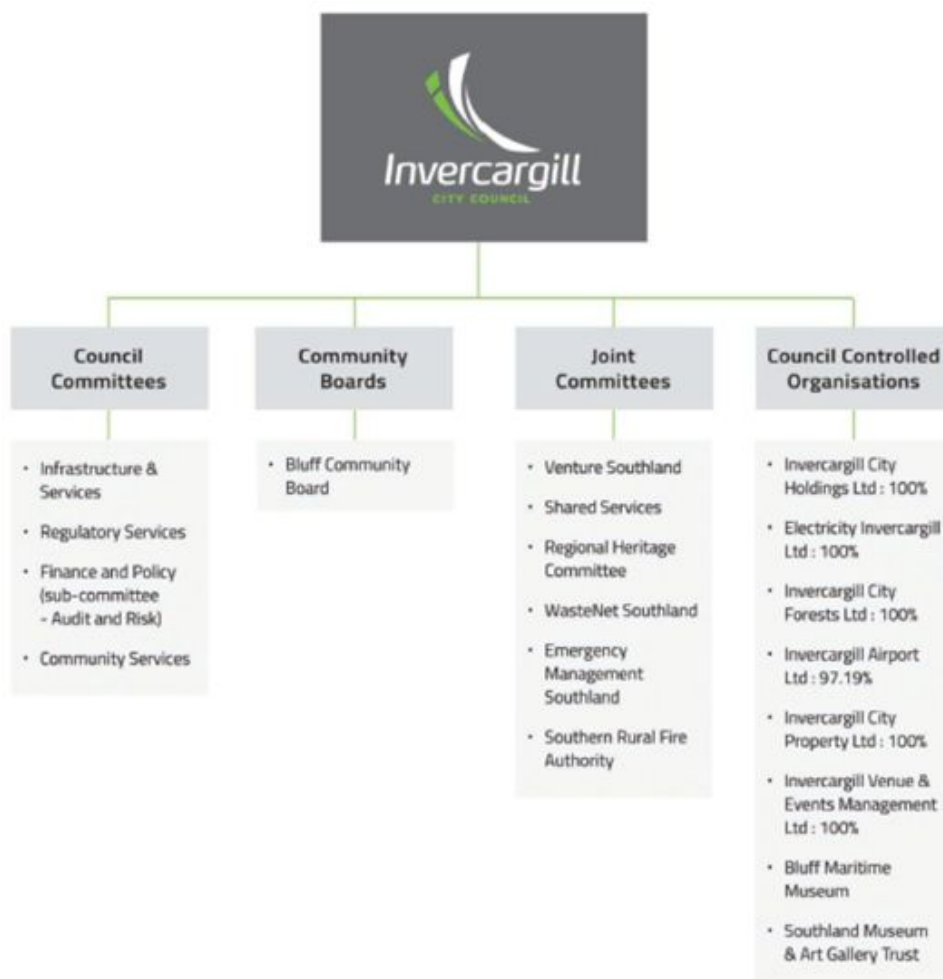 Invercargill
CITY COUNCIL
Council
Committees
• Infrastructure &
Services
• Regulatory Services
• Finance and Policy
(sub-committee
- Audit and Risk)
• Community Services
Community
Boards
• Bluff Community
Board
Joint
Committees
• Venture Southland
• Shared Services
• Regional Heritage
Committee
• WasteNet Southland
• Emergency
Management
Southland
• Southern Rural Fire
Authority
Council Controlled
Organisations
• Invercargill City
Holdings Ltd : 100%
• Electricity Invercargill
Ltd : 100%
• Invercargill City
Forests Ltd : 100%
• Invercargill Airport
Ltd : 97.19%
• Invercargill City
Property Ltd : 100%
• Invercargill Venue &
Events Management
Ltd : 100%
• Bluff Maritime
Museum
• Southland Museum
& Art Gallery Trust